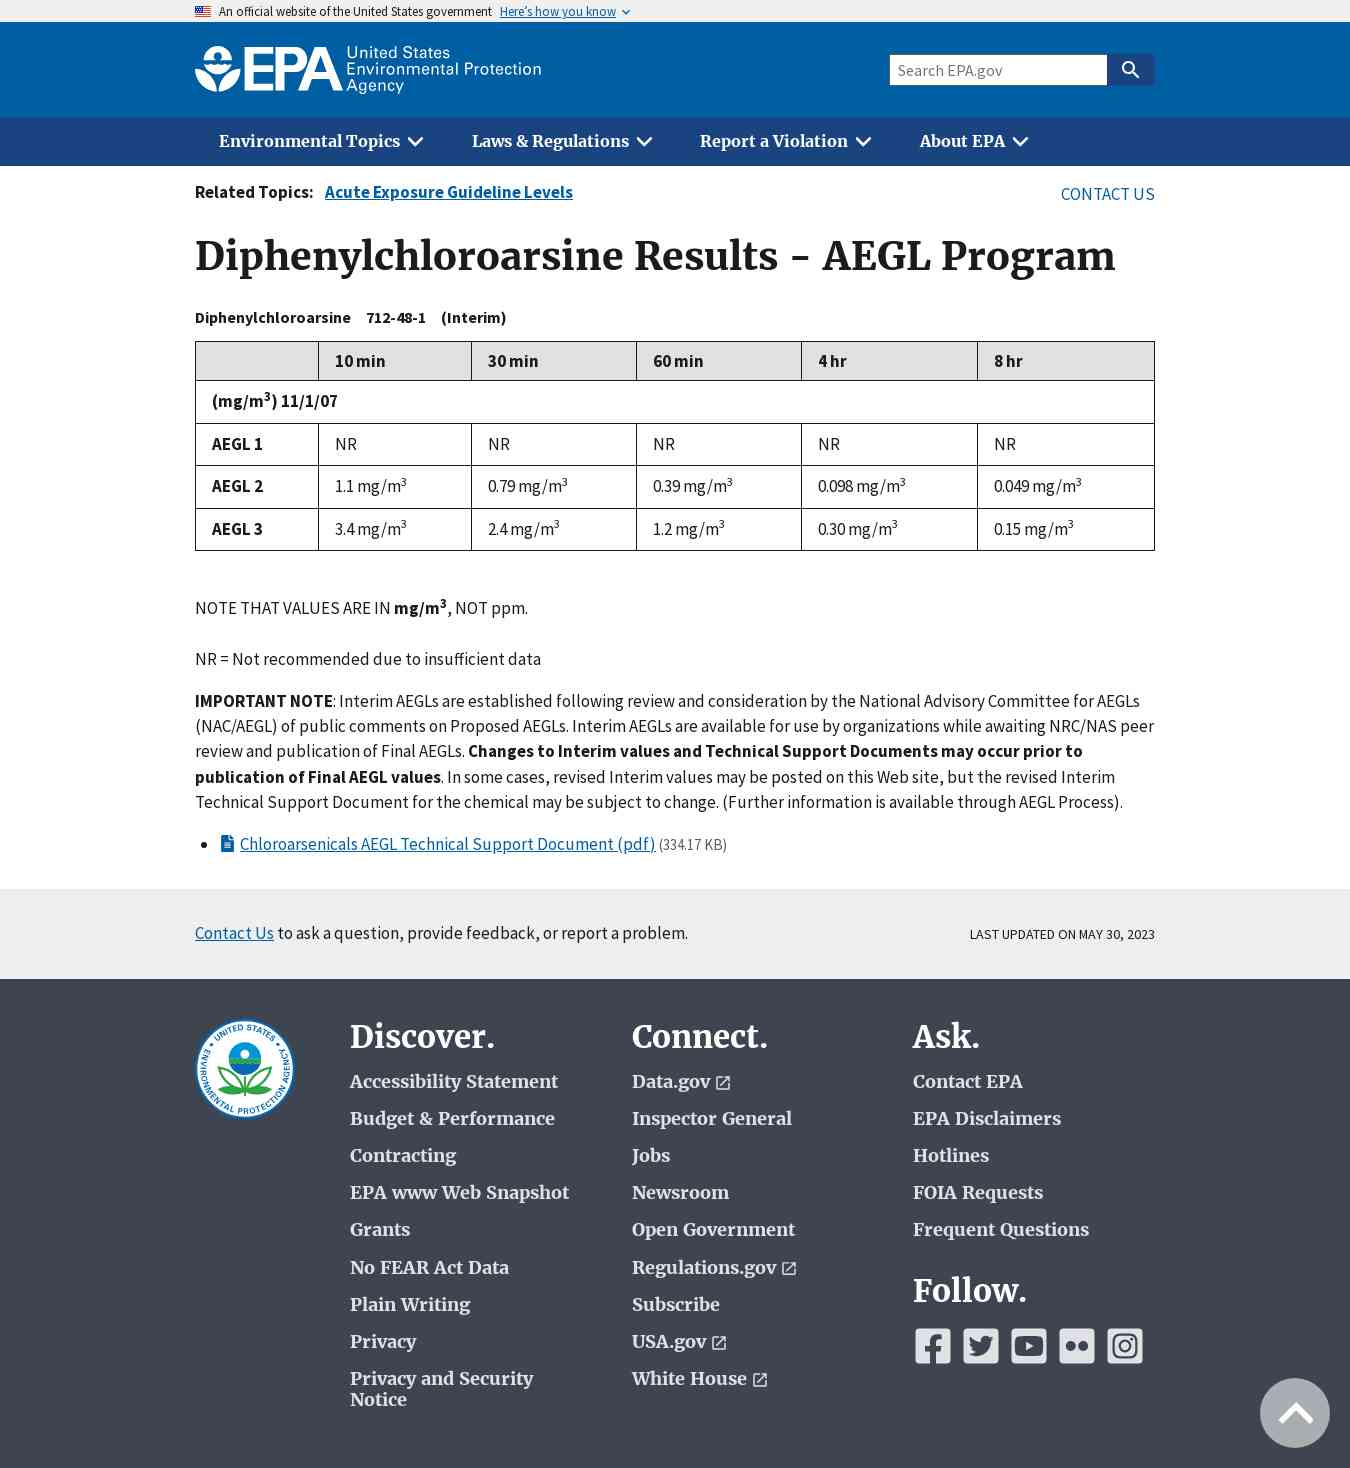 An official website of the United States government Here's how you know
EPA United States
Environmental Protection
Agency
Search EPA.gov
Environmental Topics Laws & Regulations Report a Violation About EPA
Related Topics: Acute Exposure Guideline Levels CONTACT US
Diphenylchloroarsine Results - AEGL Program
Diphenylchloroarsine 712-48-1 (Interim)
10 min 30 min 60 min 4 hr 8 hr
(mg/m³) 11/1/07
AEGL 1 NR NR NR NR NR
AEGL 2 1.1 mg/m³ 0.79 mg/m³ 0.39 mg/m³ 0.098 mg/m³ 0.049 mg/m³
AEGL 3 3.4 mg/m³ 2.4 mg/m³ 1.2 mg/m³ 0.30 mg/m³ 0.15 mg/m³
NOTE THAT VALUES ARE IN mg/m³, NOT ppm.
NR = Not recommended due to insufficient data
IMPORTANT NOTE: Interim AEGLs are established following review and consideration by the National Advisory Committee for AEGLs
(NAC/AEGL) of public comments on Proposed AEGLs. Interim AEGLs are available for use by organizations while awaiting NRC/NAS peer
review and publication of Final AEGLs. Changes to Interim values and Technical Support Documents may occur prior to
publication of Final AEGL values. In some cases, revised Interim values may be posted on this Web site, but the revised Interim
Technical Support Document for the chemical may be subject to change. (Further information is available through AEGL Process).
Chloroarsenicals AEGL Technical Support Document (pdf) (334.17 KB)
Contact Us to ask a question, provide feedback, or report a problem. LAST UPDATED ON MAY 30, 2023
UNITED STATES
ENVIRONMENTAL PROTECTION AGENCY
Discover.
Accessibility Statement
Budget & Performance
Contracting
EPA www Web Snapshot
Grants
No FEAR Act Data
Plain Writing
Privacy
Privacy and Security
Notice
Connect.
Data.gov
Inspector General
Jobs
Newsroom
Open Government
Regulations.gov
Subscribe
USA.gov
White House
Ask.
Contact EPA
EPA Disclaimers
Hotlines
FOIA Requests
Frequent Questions
Follow.